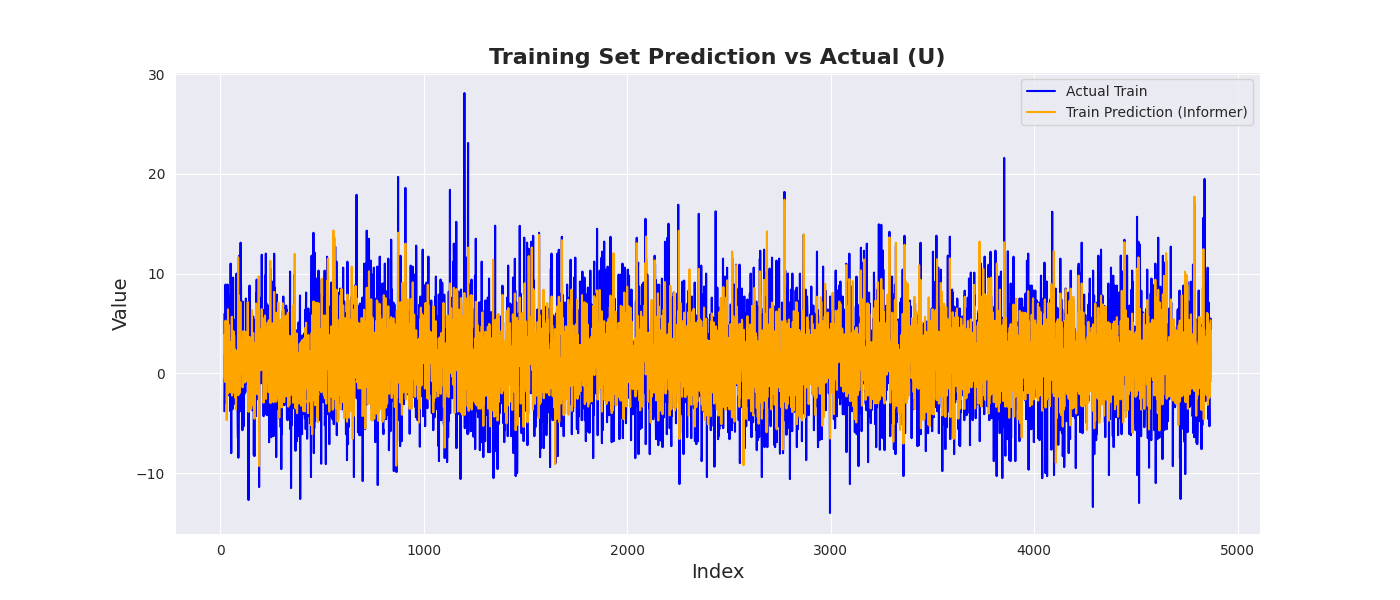 Training Set Prediction vs Actual (U)
30
20
10
0
−10
Value
Actual Train
Train Prediction (Informer)
0
1000
2000
3000
4000
5000
Index